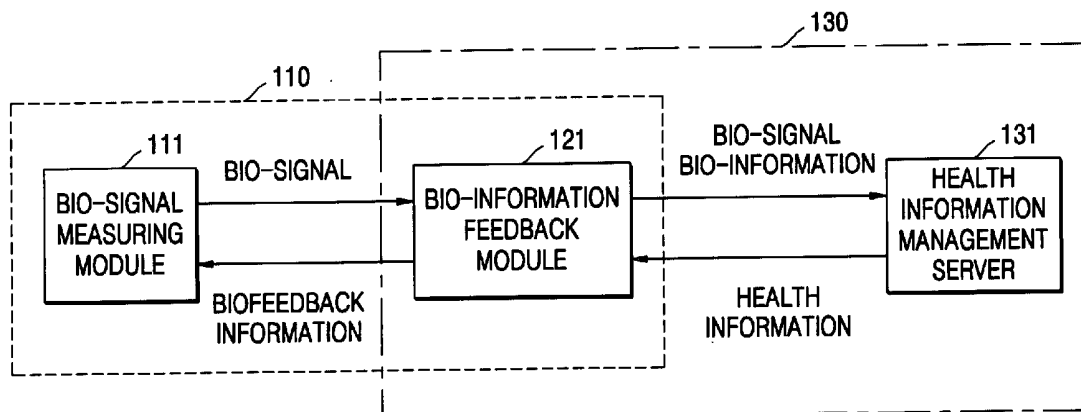 130
110
111
BIO-SIGNAL
MEASURING
MODULE
BIO-SIGNAL
BIOFEEDBACK
INFORMATION
121
BIO-INFORMATION
FEEDBACK
MODULE
BIO-SIGNAL
BIO-INFORMATION
HEALTH
INFORMATION
131
HEALTH
INFORMATION
MANAGEMENT
SERVER